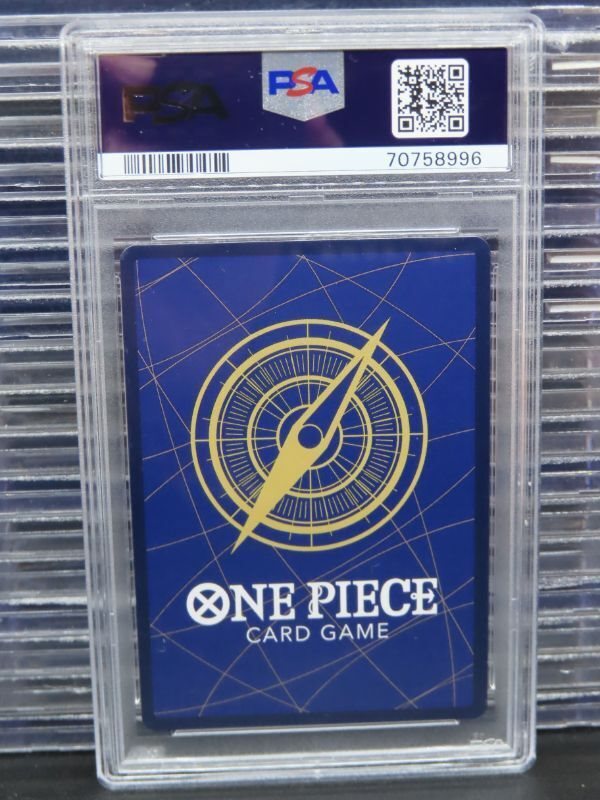 PSA
PSA
70758996
ONE PIECE
CARD GAME